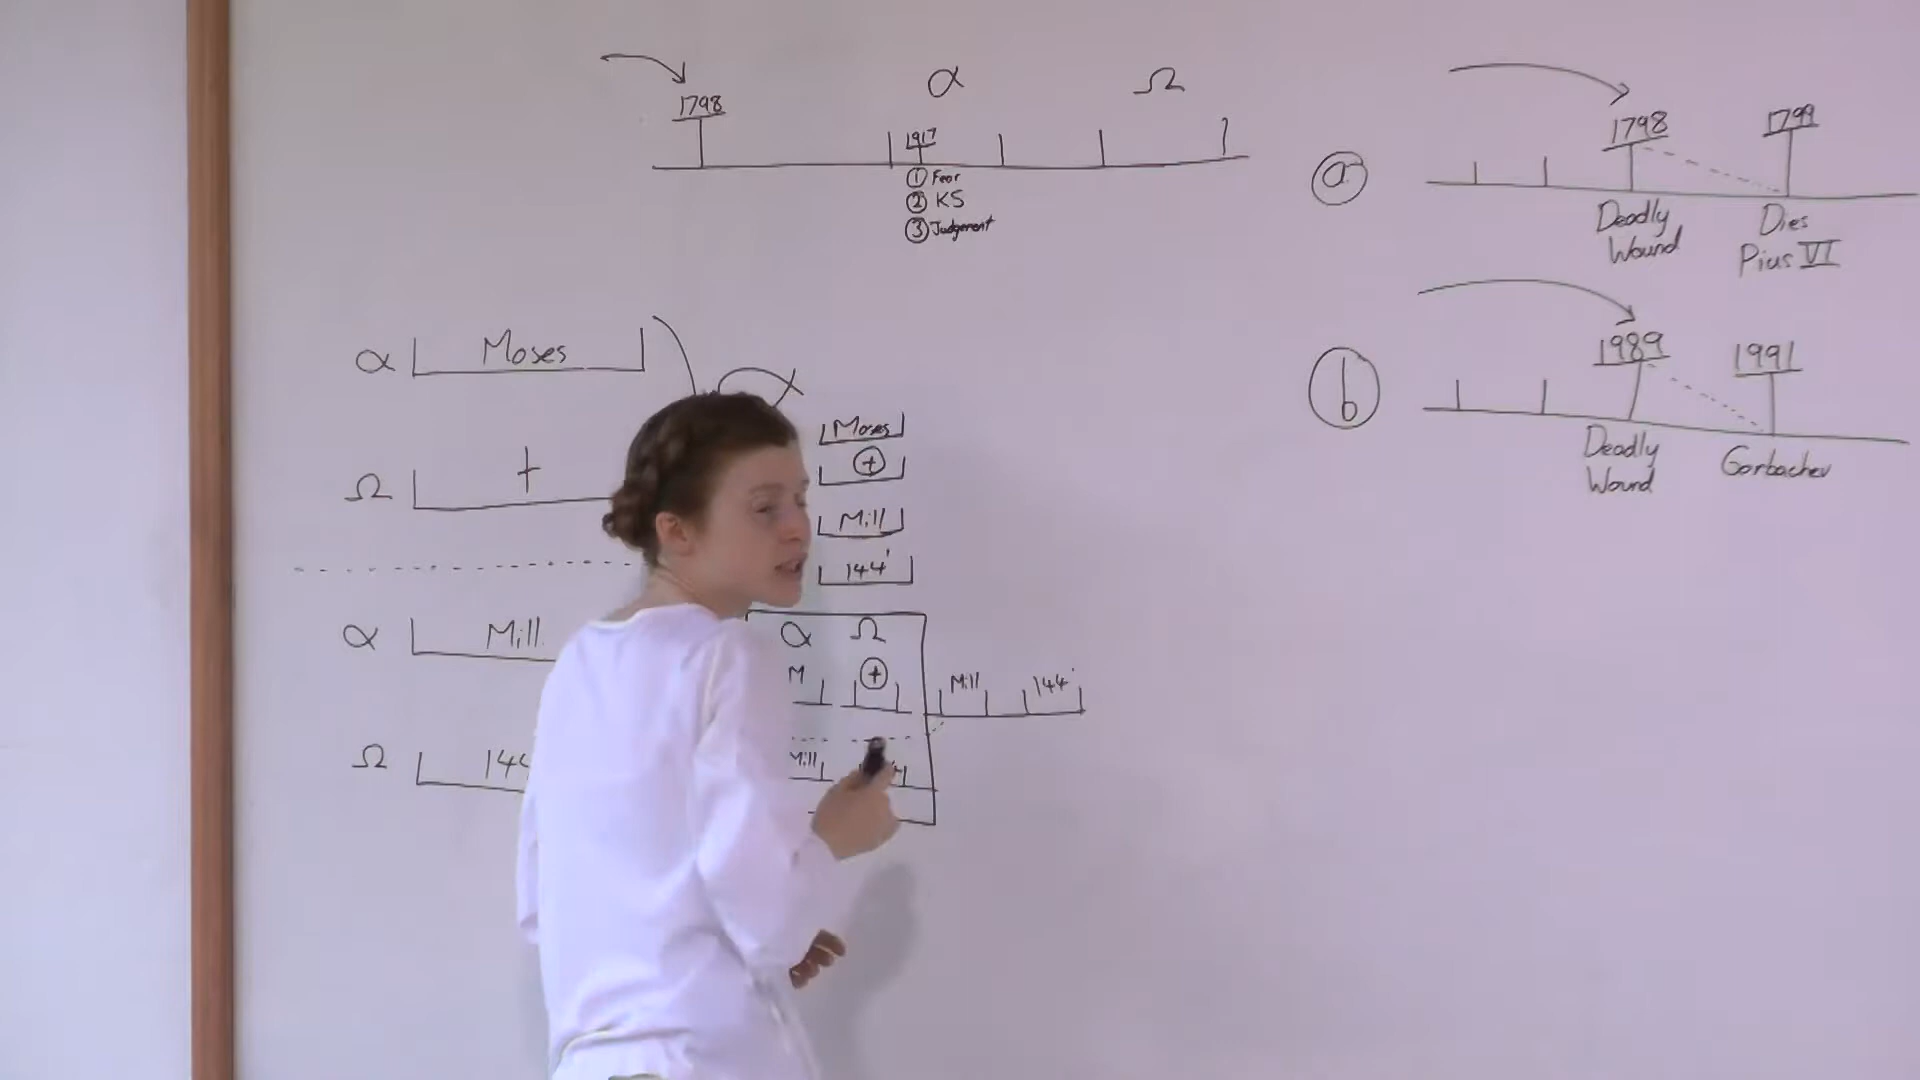 α Ω
1798
1917
① Fear
② KS
③ Judgement
ⓐ
1798 1799
Deadly Wound
Dies Pius VI
ⓑ
1989 1991
Deadly Wound
Gorbachev
α Moses
Ω +
α Mill
Ω 144
Moses
+
Mill
144'
α Ω
M + Mill 144'
Mill